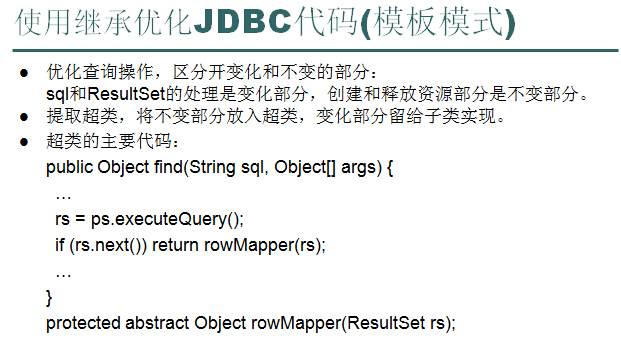 使用继承优化JDBC代码(模板模式)
● 优化查询操作，区分开变化和不变的部分：
sql和ResultSet的处理是变化部分，创建和释放资源部分是不变部分。
● 提取超类，将不变部分放入超类，变化部分留给子类实现。
● 超类的主要代码：
public Object find(String sql, Object[] args) {
…
rs = ps.executeQuery();
if (rs.next()) return rowMapper(rs);
…
}
protected abstract Object rowMapper(ResultSet rs);